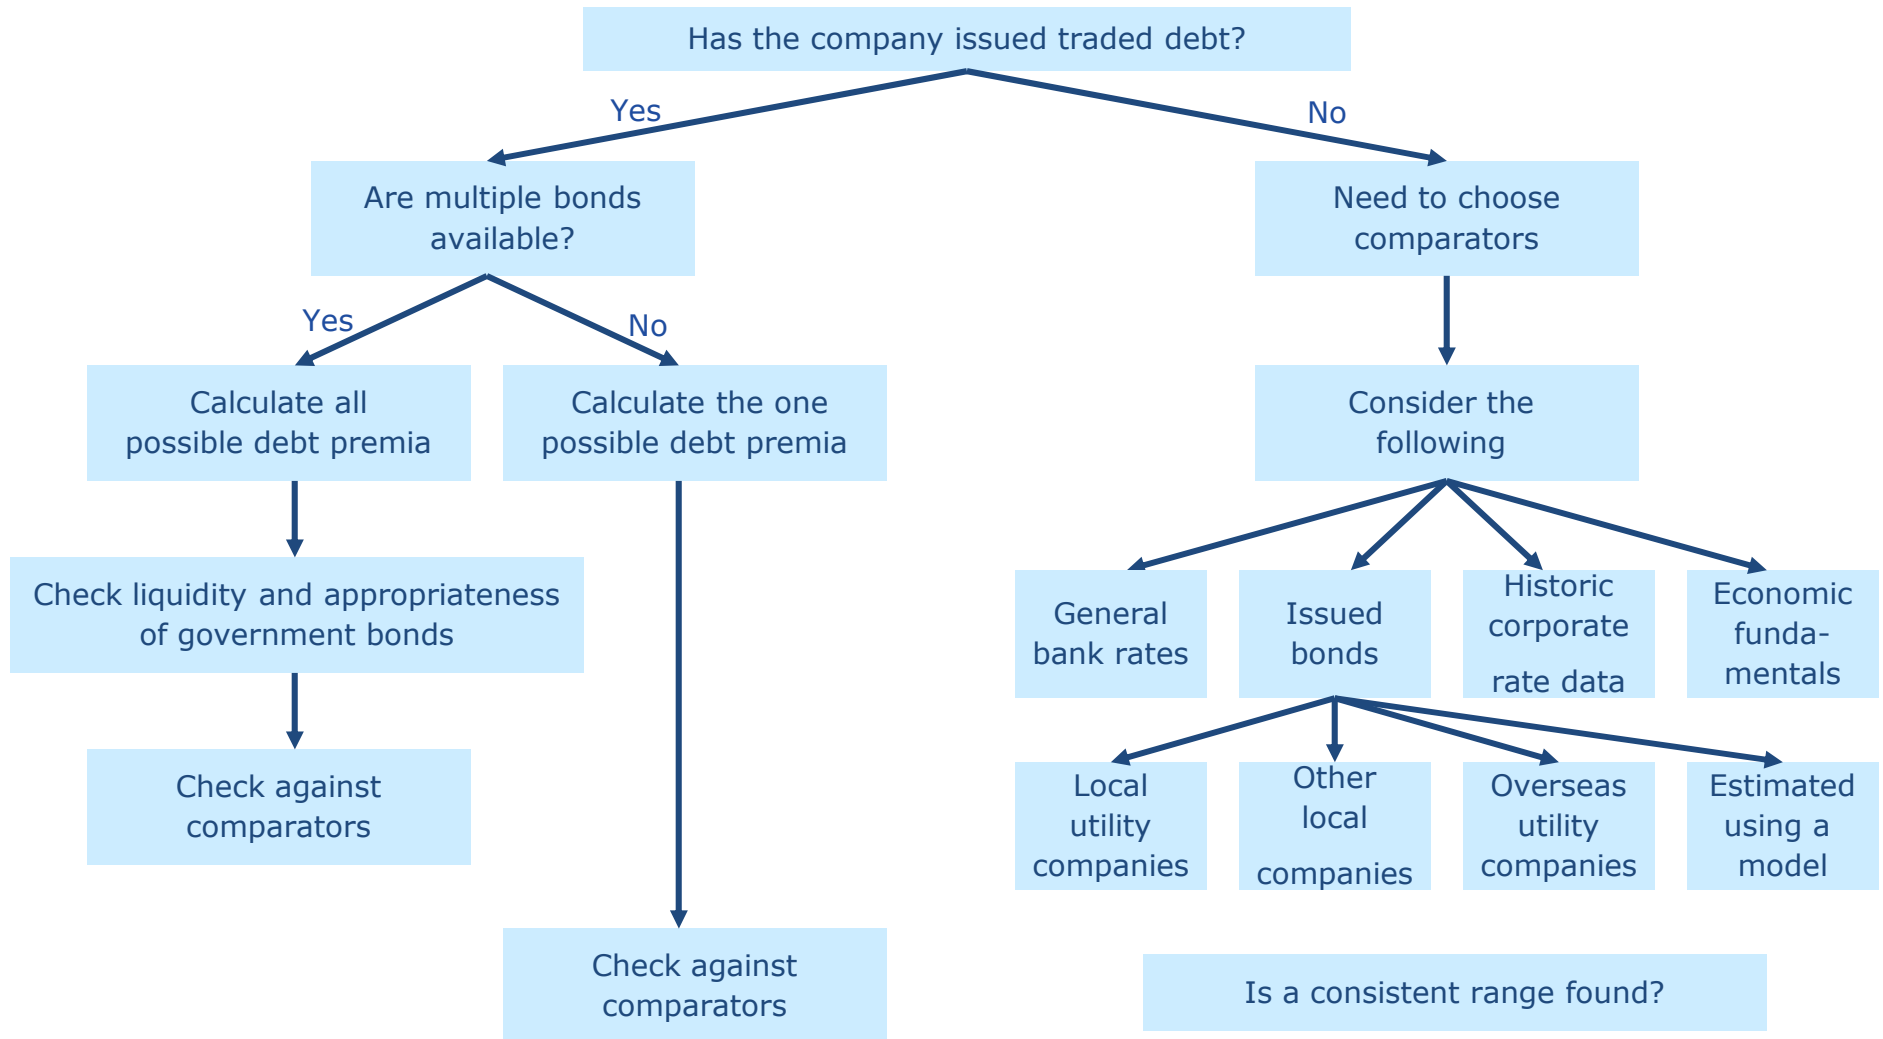 Has the company issued traded debt?
Yes
No
Are multiple bonds
available?
Need to choose
comparators
Yes
No
Calculate all
possible debt premia
Calculate the one
possible debt premia
Consider the
following
Check liquidity and appropriateness
of government bonds
General
bank rates
Issued
bonds
Historic
corporate
rate data
Economic
funda-
mentals
Check against
comparators
Local
utility
companies
Other
local
companies
Overseas
utility
companies
Estimated
using a
model
Check against
comparators
Is a consistent range found?